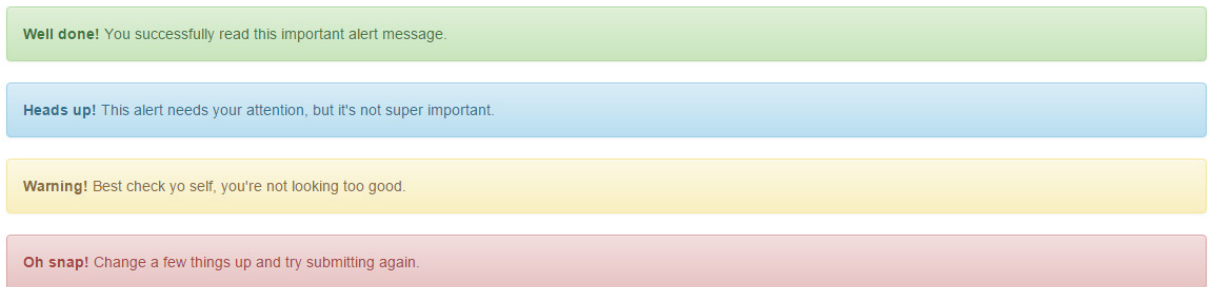 Well done! You successfully read this important alert message.
Heads up! This alert needs your attention, but it's not super important.
Warning! Best check yo self, you're not looking too good.
Oh snap! Change a few things up and try submitting again.